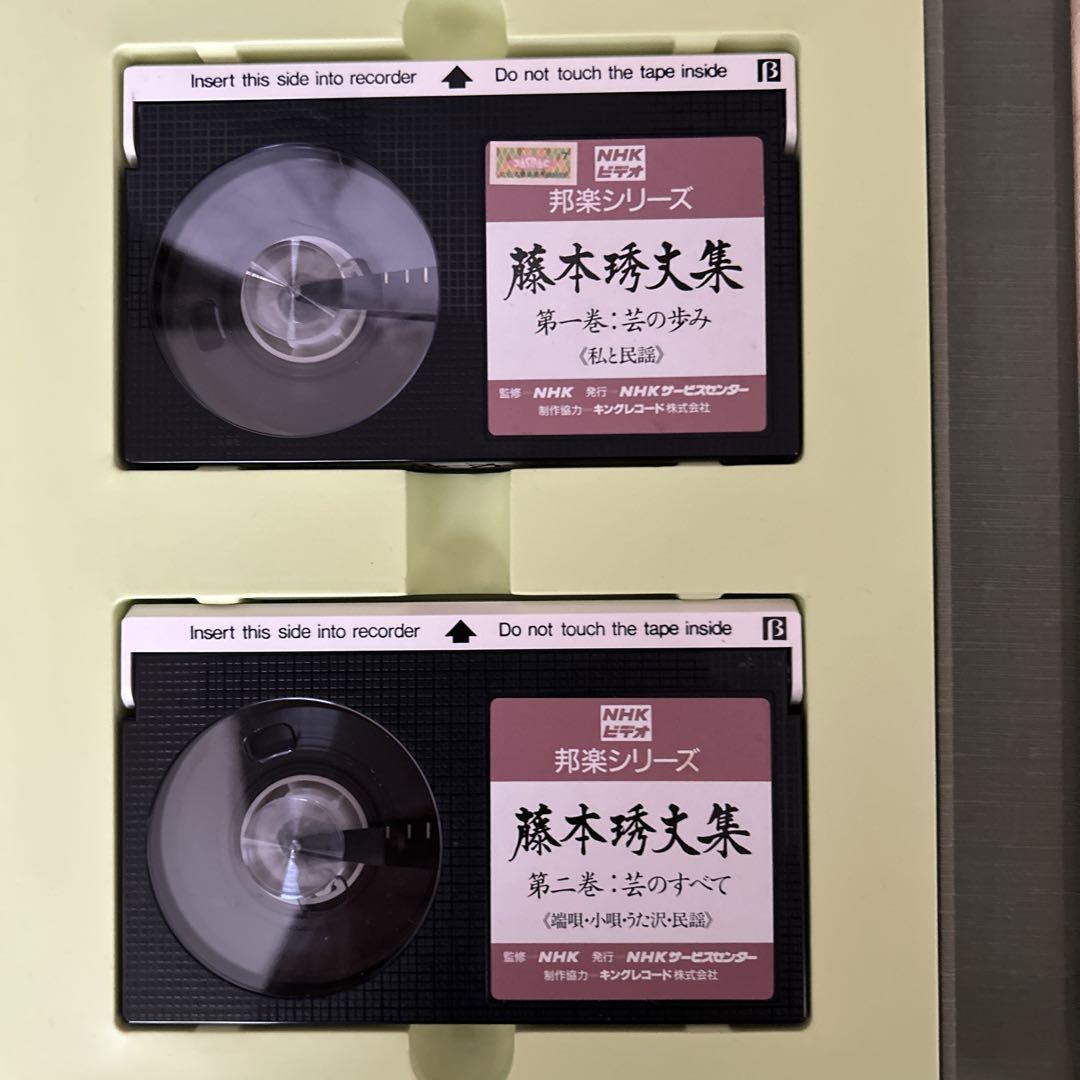 Insert this side into recorder Do not touch the tape inside β
NHK
ビデオ
邦楽シリーズ
藤本琇丈集
第一巻:芸の歩み
《私と民謡》
監修 NHK 発行 NHKサービスセンター
制作協力 キングレコード株式会社
Insert this side into recorder Do not touch the tape inside β
NHK
ビデオ
邦楽シリーズ
藤本琇丈集
第二巻:芸のすべて
《端唄・小唄・うた沢・民謡》
監修 NHK 発行 NHKサービスセンター
制作協力 キングレコード株式会社